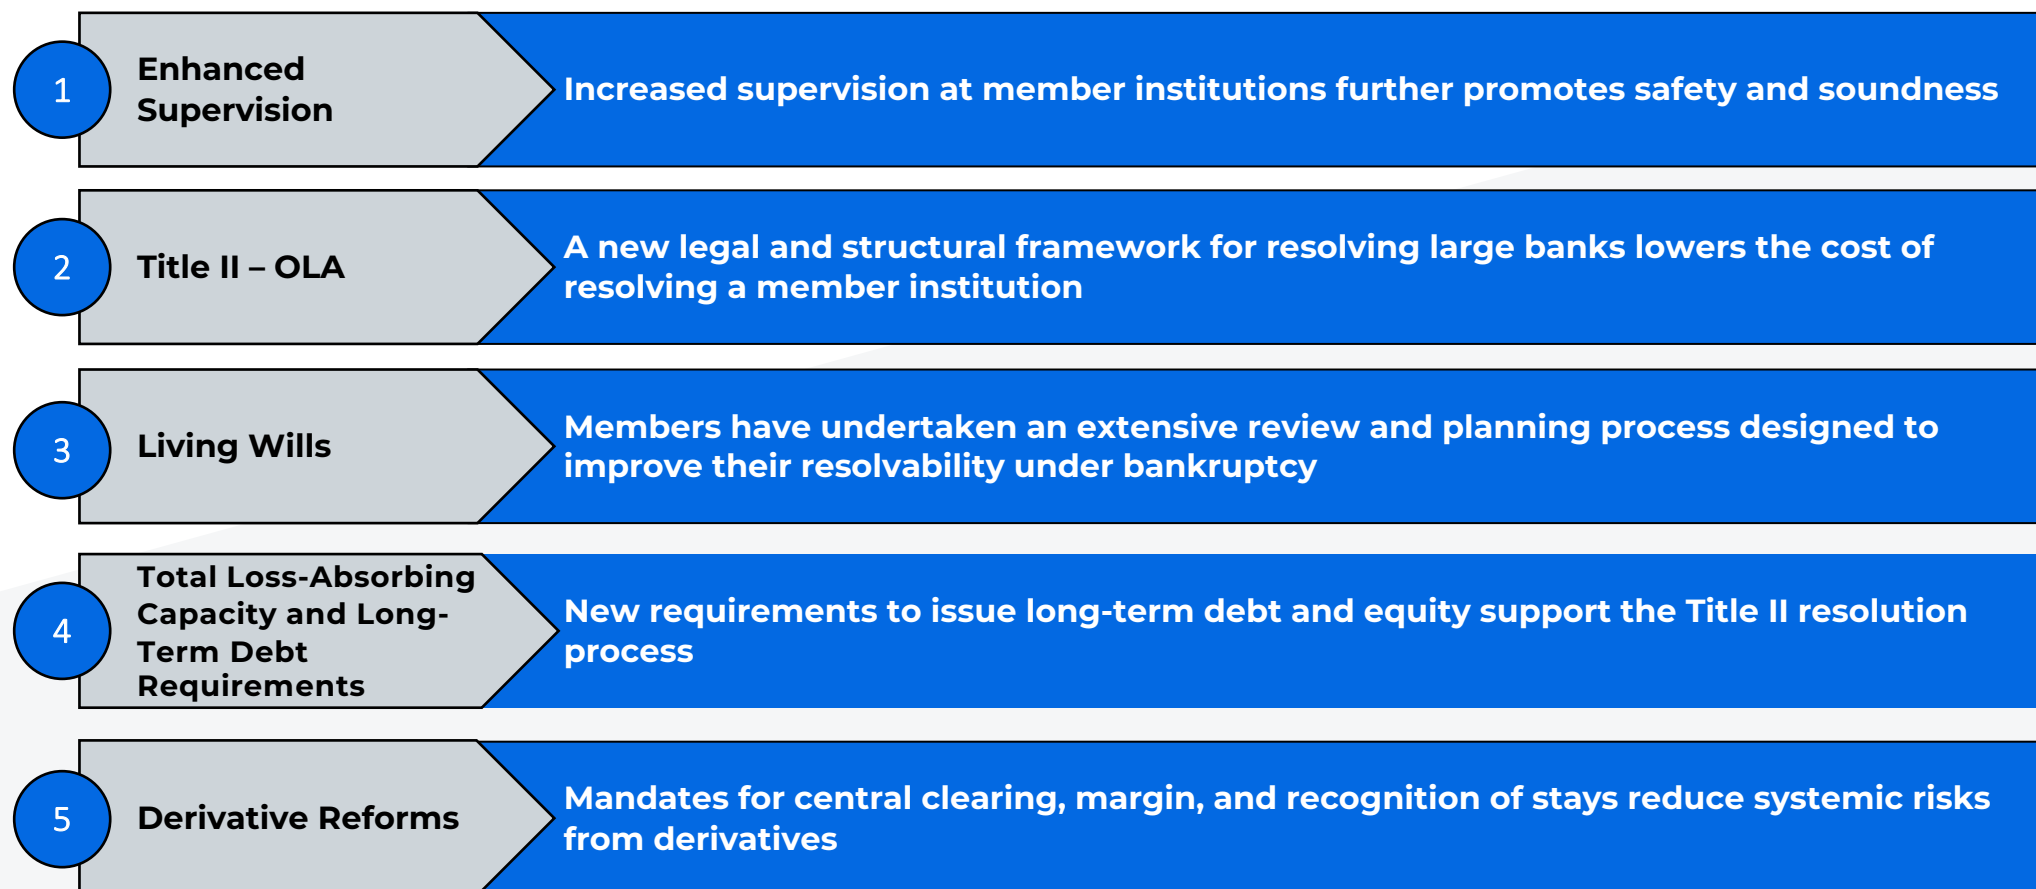 1
Enhanced
Supervision
Increased supervision at member institutions further promotes safety and soundness
2
Title II – OLA
A new legal and structural framework for resolving large banks lowers the cost of
resolving a member institution
3
Living Wills
Members have undertaken an extensive review and planning process designed to
improve their resolvability under bankruptcy
4
Total Loss-Absorbing
Capacity and Long-
Term Debt
Requirements
New requirements to issue long-term debt and equity support the Title II resolution
process
5
Derivative Reforms
Mandates for central clearing, margin, and recognition of stays reduce systemic risks
from derivatives